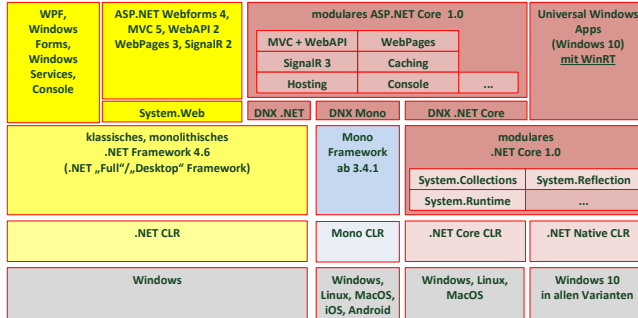 WPF,
Windows
Forms,
Windows
Services,
Console
ASP.NET Webforms 4,
MVC 5, WebAPI 2
WebPages 3, SignalR 2
System.Web
modulares ASP.NET Core 1.0
MVC + WebAPI
WebPages
SignalR 3
Caching
Hosting
Console
...
Universal Windows
Apps
(Windows 10)
mit WinRT
DNX .NET
DNX Mono
DNX .NET Core
klassisches, monolithisches
.NET Framework 4.6
(.NET „Full“/„Desktop“ Framework)
Mono
Framework
ab 3.4.1
modulares
.NET Core 1.0
System.Collections
System.Reflection
System.Runtime
...
.NET CLR
Mono CLR
.NET Core CLR
.NET Native CLR
Windows
Windows,
Linux, MacOS,
iOS, Android
Windows, Linux,
MacOS
Windows 10
in allen Varianten